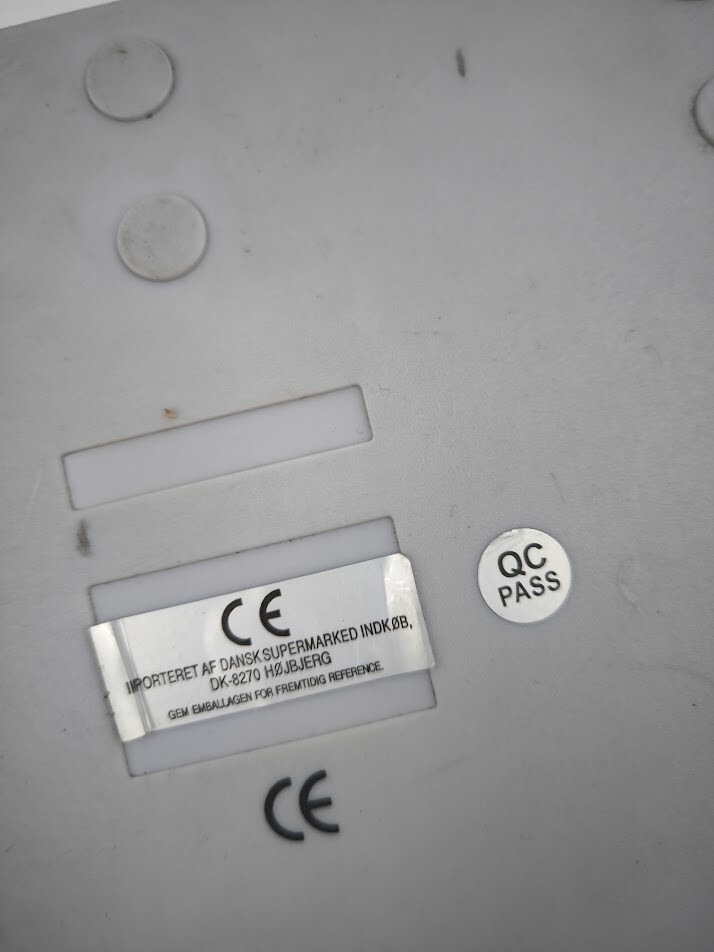 QC
PASS
CE
IMPORTERET AF DANSK SUPERMARKED INDKØB,
DK-8270 HØJBJERG
GEM EMBALLAGEN FOR FREMTIDIG REFERENCE.
CE